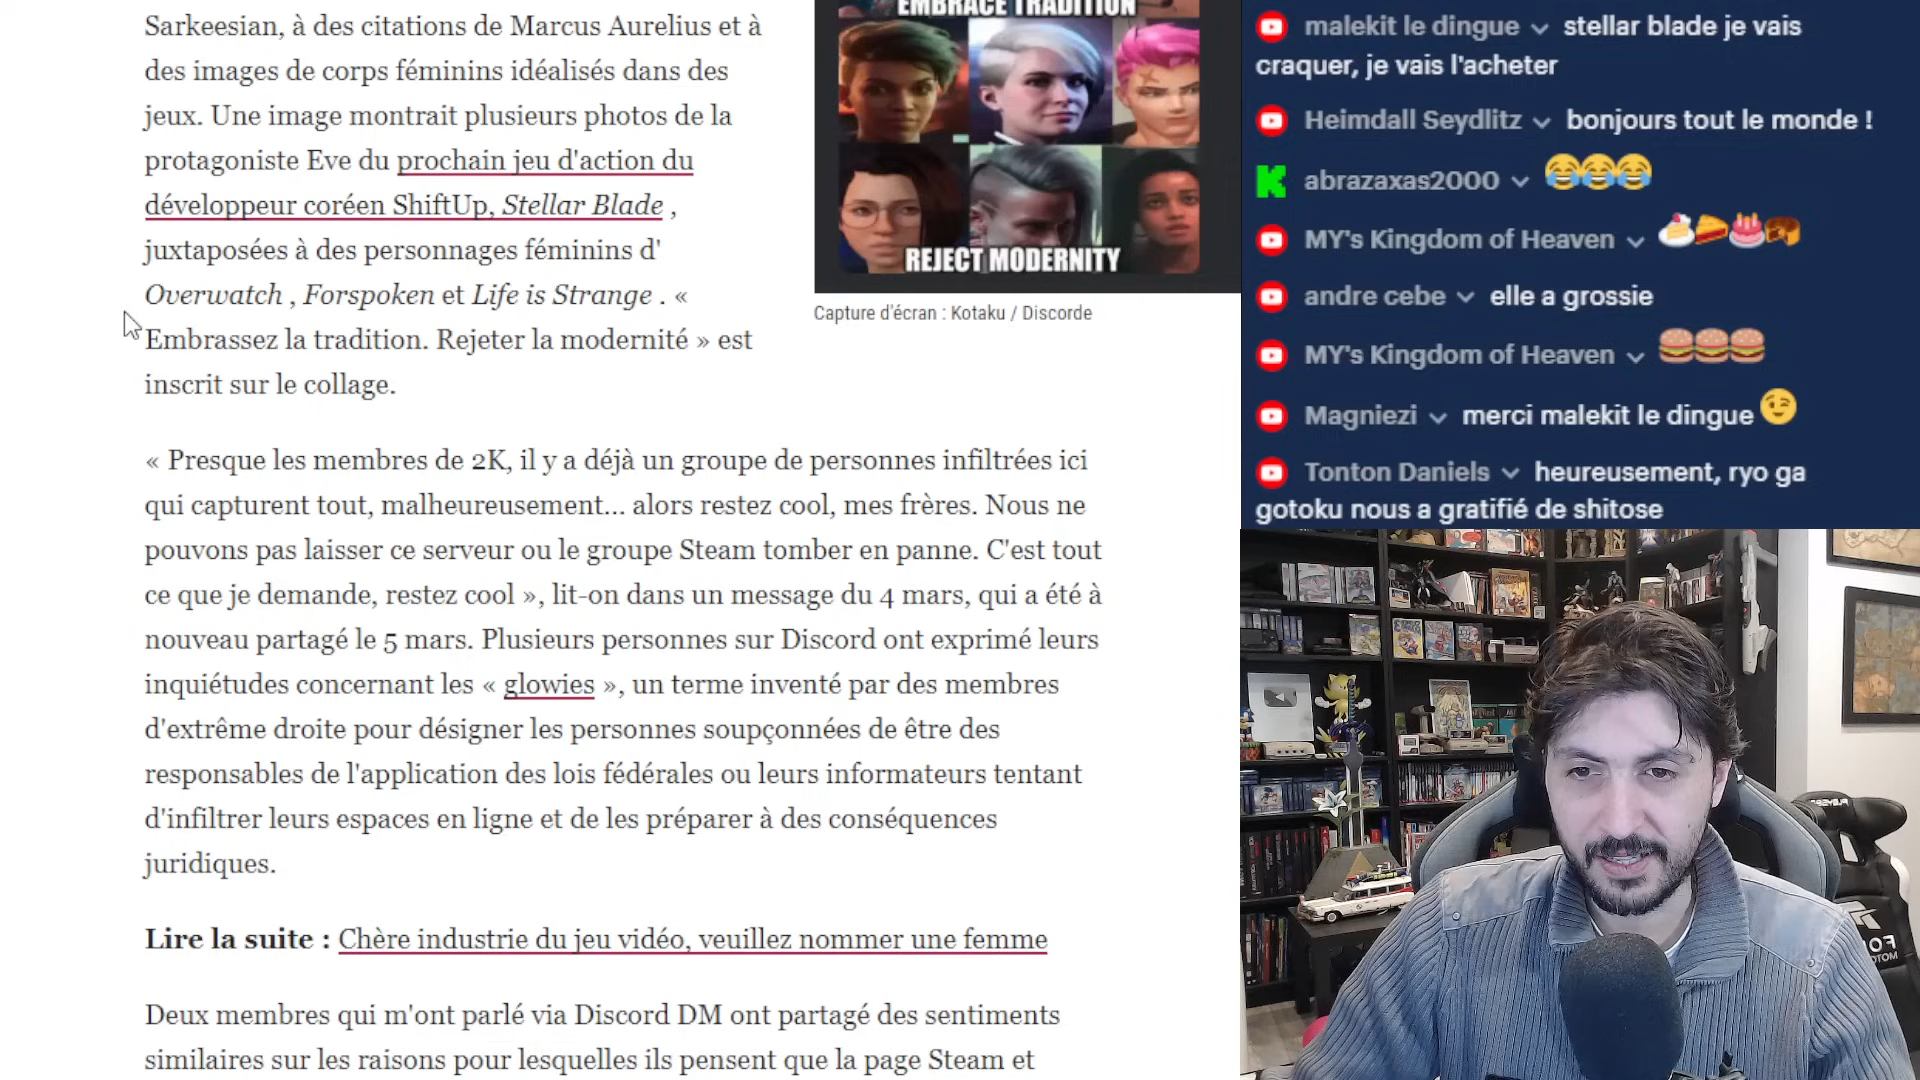 Sarkeesian, à des citations de Marcus Aurelius et à
des images de corps féminins idéalisés dans des
jeux. Une image montrait plusieurs photos de la
protagoniste Eve du prochain jeu d'action du
développeur coréen ShiftUp, Stellar Blade ,
juxtaposées à des personnages féminins d'
Overwatch , Forspoken et Life is Strange . «
Embrassez la tradition. Rejeter la modernité » est
inscrit sur le collage.
EMBRACE TRADITION
REJECT MODERNITY
Capture d'écran : Kotaku / Discorde
« Presque les membres de 2K, il y a déjà un groupe de personnes infiltrées ici
qui capturent tout, malheureusement... alors restez cool, mes frères. Nous ne
pouvons pas laisser ce serveur ou le groupe Steam tomber en panne. C'est tout
ce que je demande, restez cool », lit-on dans un message du 4 mars, qui a été à
nouveau partagé le 5 mars. Plusieurs personnes sur Discord ont exprimé leurs
inquiétudes concernant les « glowies », un terme inventé par des membres
d'extrême droite pour désigner les personnes soupçonnées de être des
responsables de l'application des lois fédérales ou leurs informateurs tentant
d'infiltrer leurs espaces en ligne et de les préparer à des conséquences
juridiques.
Lire la suite : Chère industrie du jeu vidéo, veuillez nommer une femme
Deux membres qui m'ont parlé via Discord DM ont partagé des sentiments
similaires sur les raisons pour lesquelles ils pensent que la page Steam et
malekit le dingue stellar blade je vais
craquer, je vais l'acheter
Heimdall Seydlitz bonjours tout le monde !
abrazaxas2000 😂😂😂
MY's Kingdom of Heaven 🍰🥧🎂🥮
andre cebe elle a grossie
MY's Kingdom of Heaven 🍔🍔🍔
Magniezi merci malekit le dingue 😉
Tonton Daniels heureusement, ryo ga
gotoku nous a gratifié de shitose